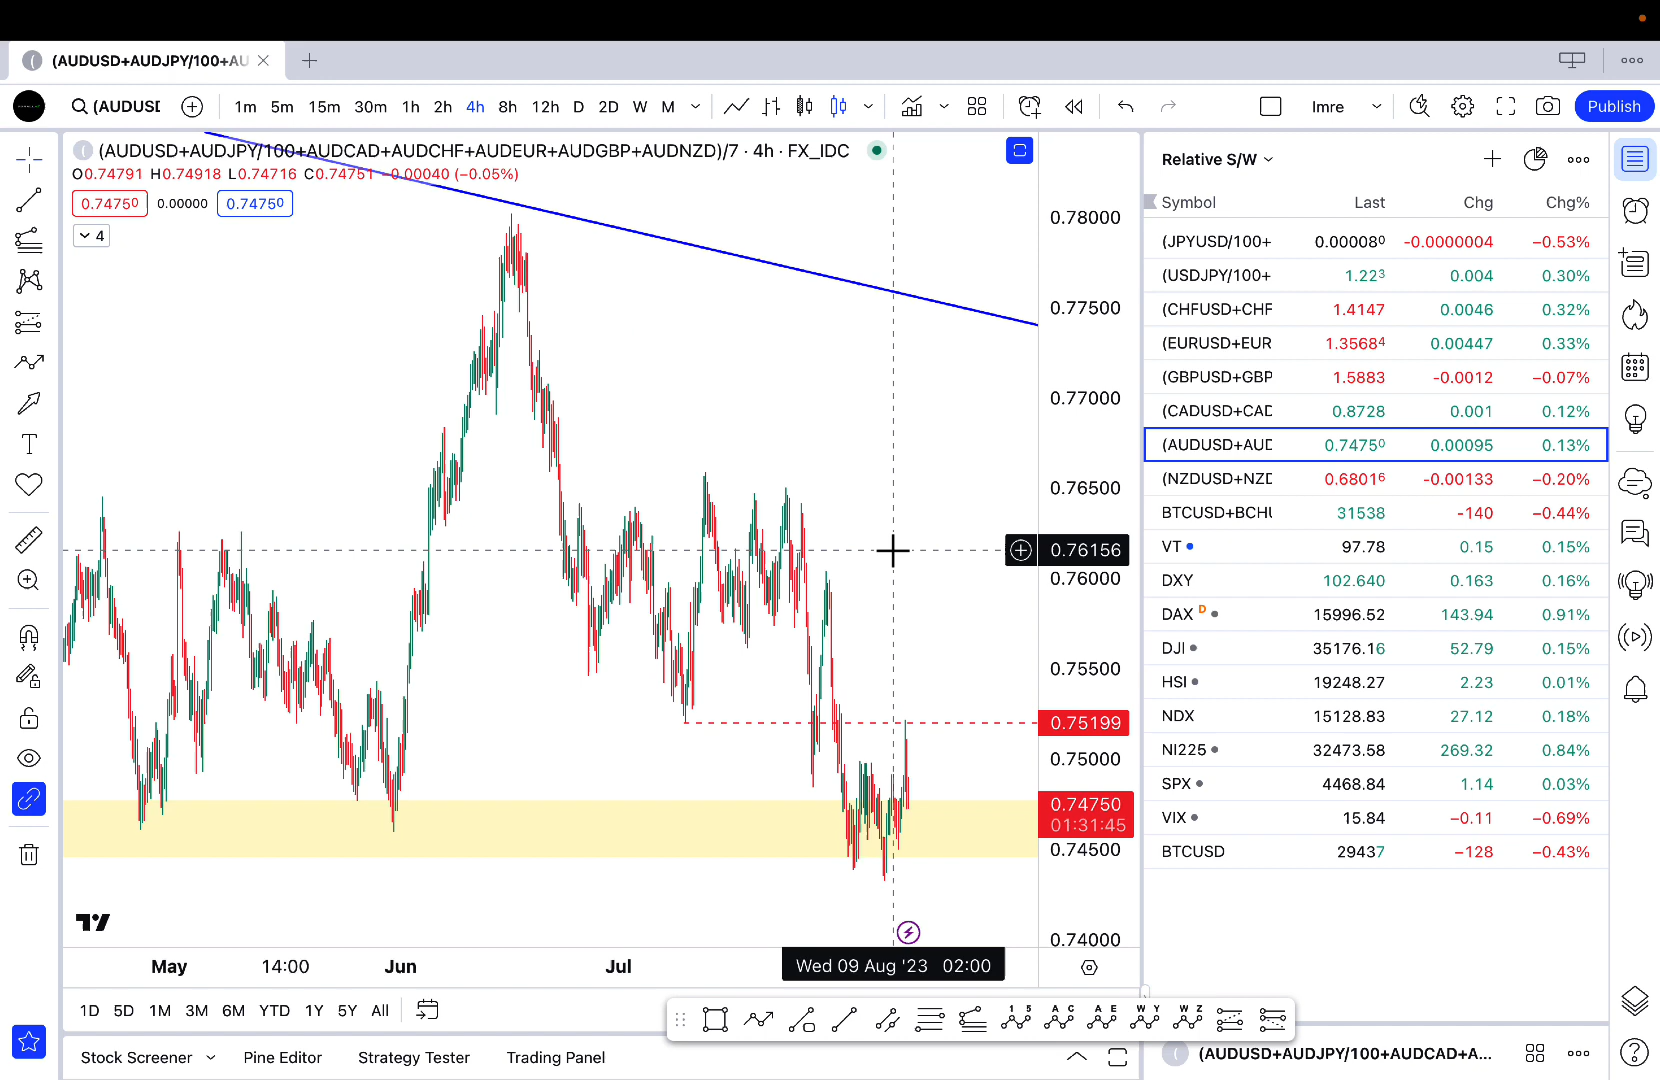 (AUDUSD+AUDJPY/100+AU
(AUDUSD
1m 5m 15m 30m 1h 2h 4h 8h 12h D 2D W M
Imre
Publish
(AUDUSD+AUDJPY/100+AUDCAD+AUDCHF+AUDEUR+AUDGBP+AUDNZD)/7 · 4h · FX_IDC
O0.74791 H0.74918 L0.74716 C0.74751 −0.00040 (−0.05%)
0.74750 0.00000 0.74750
4
0.78000
0.77500
0.77000
0.76500
0.76156
0.76000
0.75500
0.75199
0.75000
0.74750
01:31:45
0.74500
0.74000
May 14:00 Jun Jul
Wed 09 Aug '23 02:00
1D 5D 1M 3M 6M YTD 1Y 5Y All
Stock Screener Pine Editor Strategy Tester Trading Panel
Relative S/W
Symbol Last Chg Chg%
(JPYUSD/100+ 0.000080 -0.0000004 −0.53%
(USDJPY/100+ 1.223 0.004 0.30%
(CHFUSD+CHF 1.4147 0.0046 0.32%
(EURUSD+EUR 1.35684 0.00447 0.33%
(GBPUSD+GBP 1.5883 -0.0012 −0.07%
(CADUSD+CAD 0.8728 0.001 0.12%
(AUDUSD+AUD 0.74750 0.00095 0.13%
(NZDUSD+NZD 0.68016 -0.00133 −0.20%
BTCUSD+BCHU 31538 -140 −0.44%
VT 97.78 0.15 0.15%
DXY 102.640 0.163 0.16%
DAX D 15996.52 143.94 0.91%
DJI 35176.16 52.79 0.15%
HSI 19248.27 2.23 0.01%
NDX 15128.83 27.12 0.18%
NI225 32473.58 269.32 0.84%
SPX 4468.84 1.14 0.03%
VIX 15.84 −0.11 −0.69%
BTCUSD 29437 −128 −0.43%
1 5 A C A E W Y W Z
(AUDUSD+AUDJPY/100+AUDCAD+A...